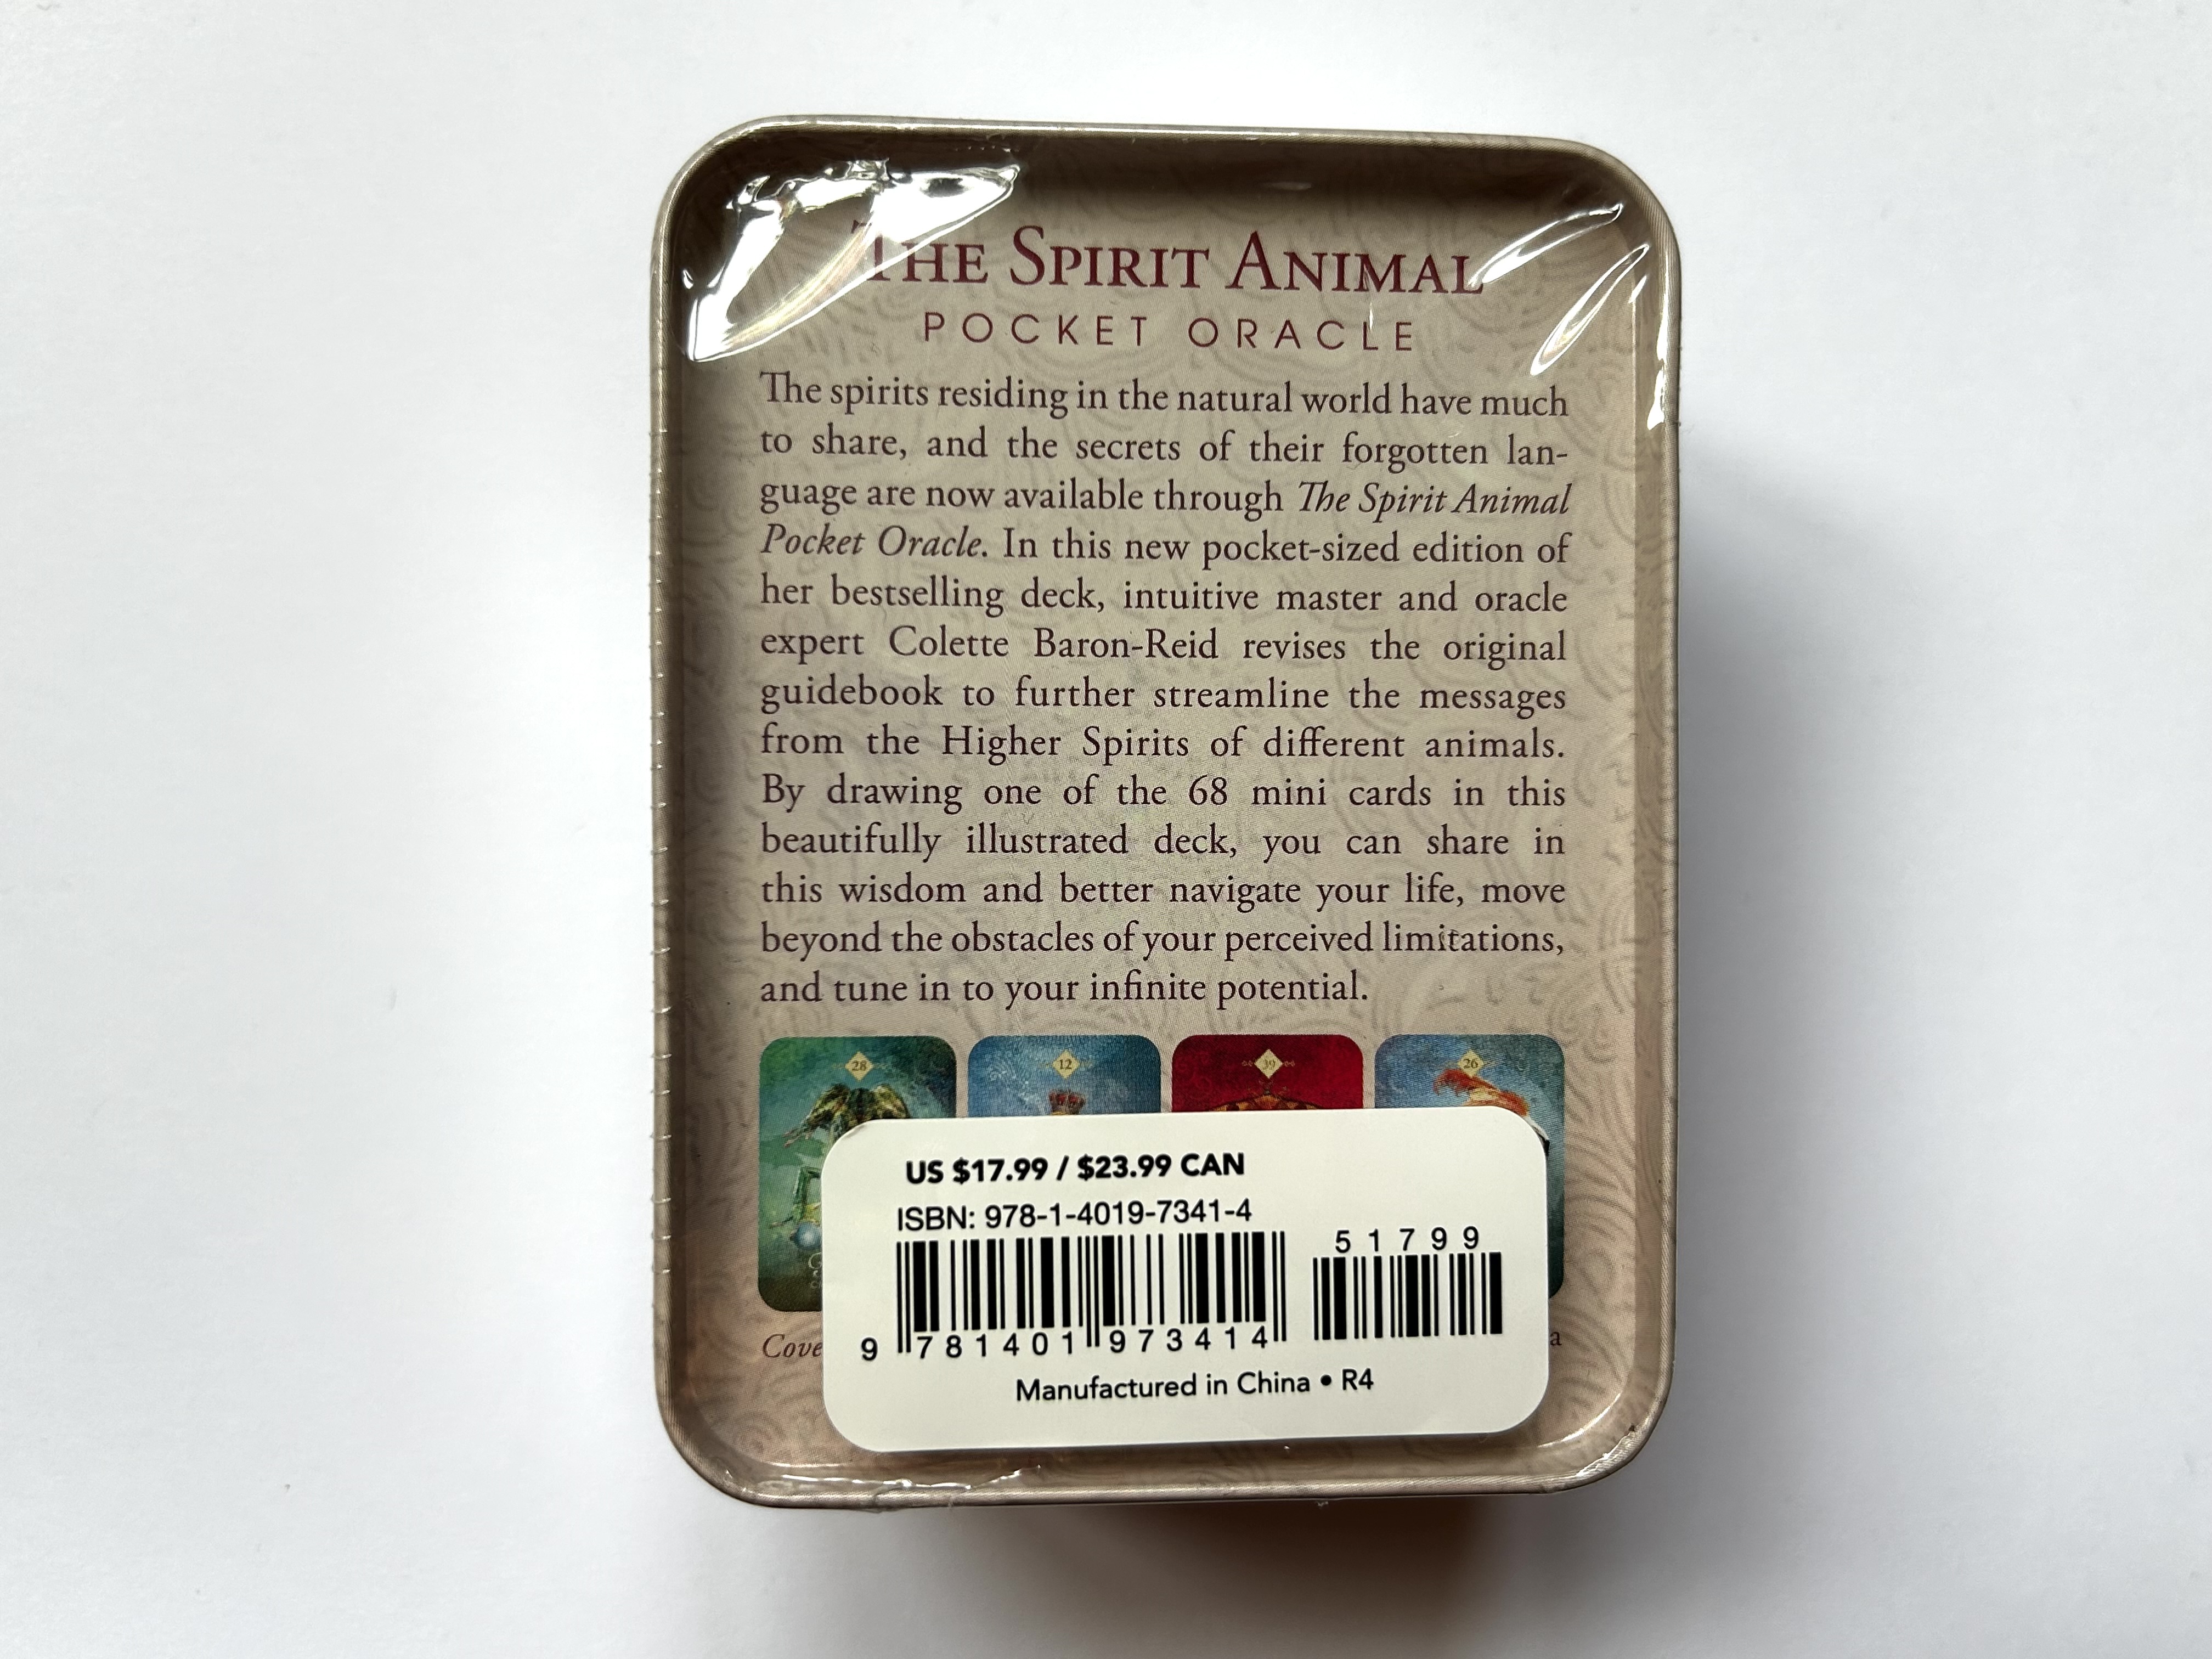 THE SPIRIT ANIMAL
POCKET ORACLE
The spirits residing in the natural world have much
to share, and the secrets of their forgotten lan-
guage are now available through The Spirit Animal
Pocket Oracle. In this new pocket-sized edition of
her bestselling deck, intuitive master and oracle
expert Colette Baron-Reid revises the original
guidebook to further streamline the messages
from the Higher Spirits of different animals.
By drawing one of the 68 mini cards in this
beautifully illustrated deck, you can share in
this wisdom and better navigate your life, move
beyond the obstacles of your perceived limitations,
and tune in to your infinite potential.
28 12 39 26
US $17.99 / $23.99 CAN
ISBN: 978-1-4019-7341-4
51799
9 781401 973414
Manufactured in China • R4